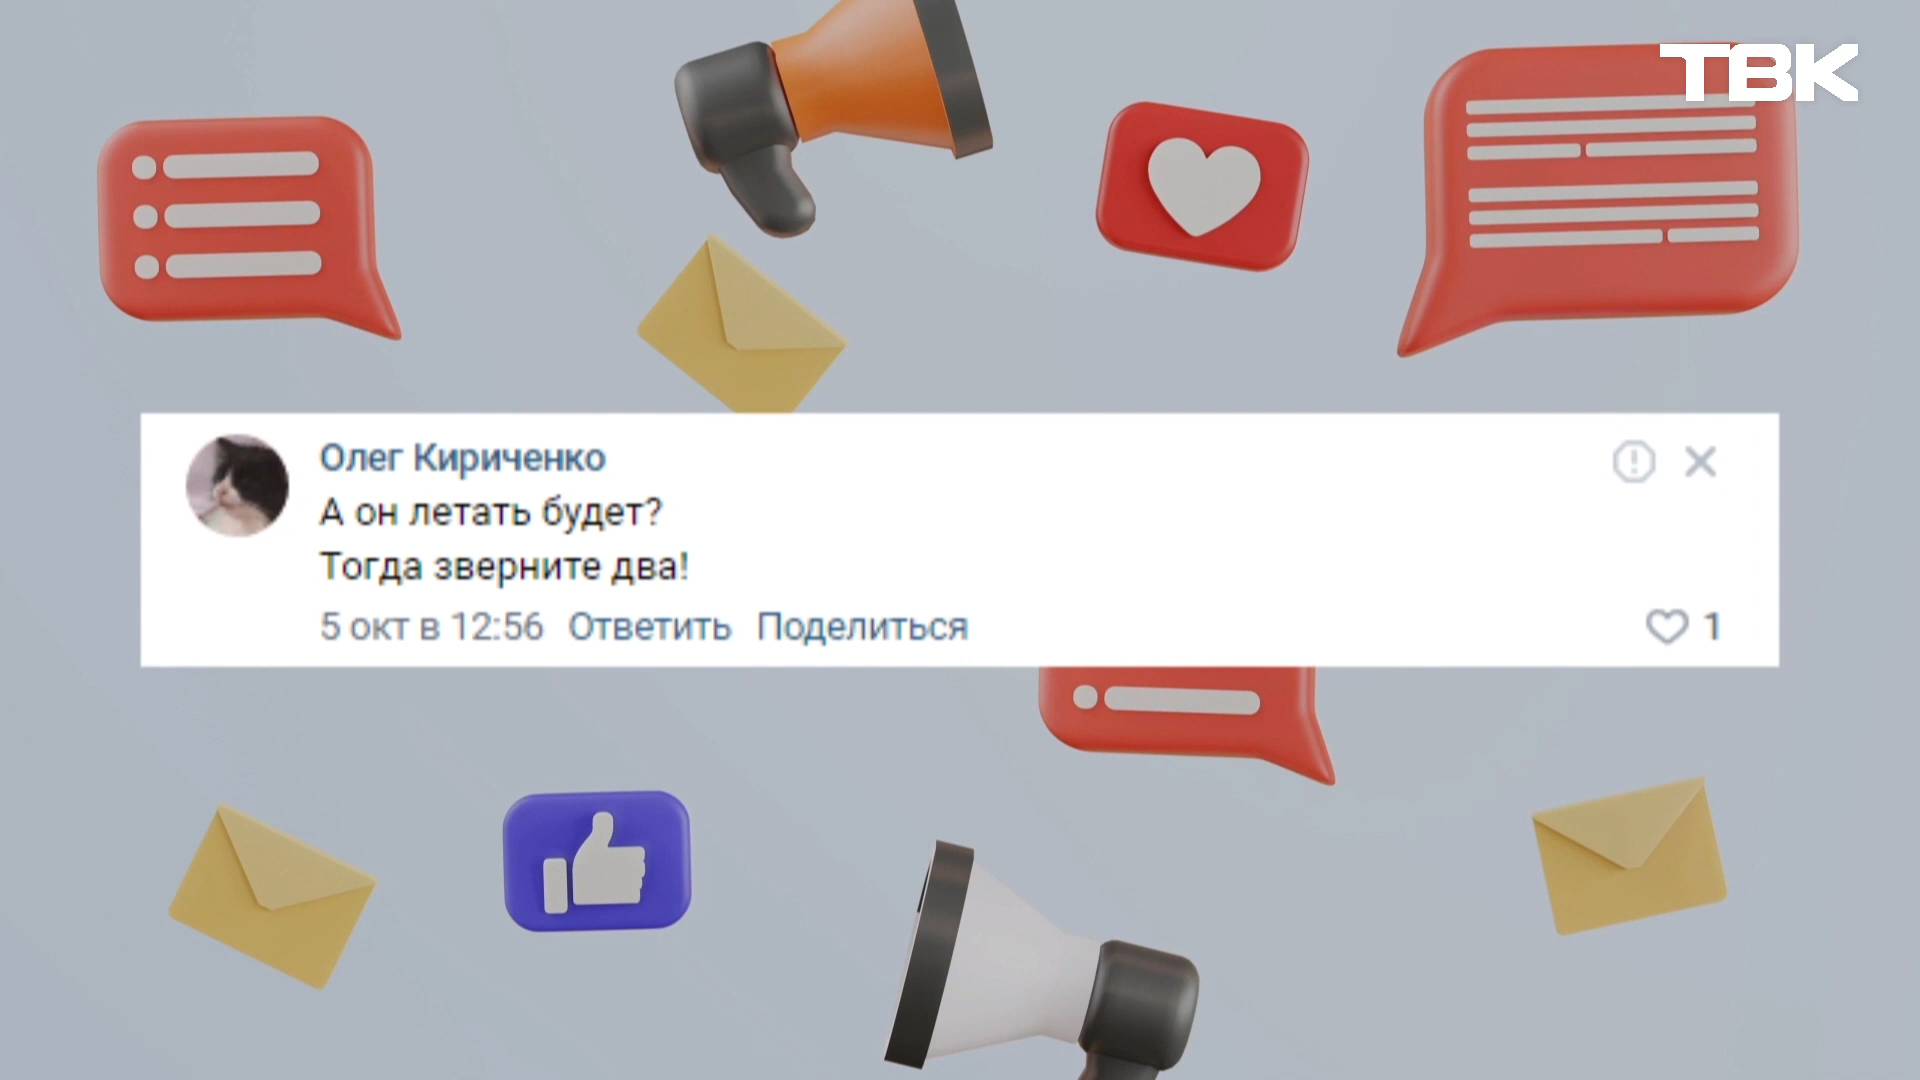 ТВК
Олег Кириченко
А он летать будет?
Тогда зверните два!
5 окт в 12:56 Ответить Поделиться
1